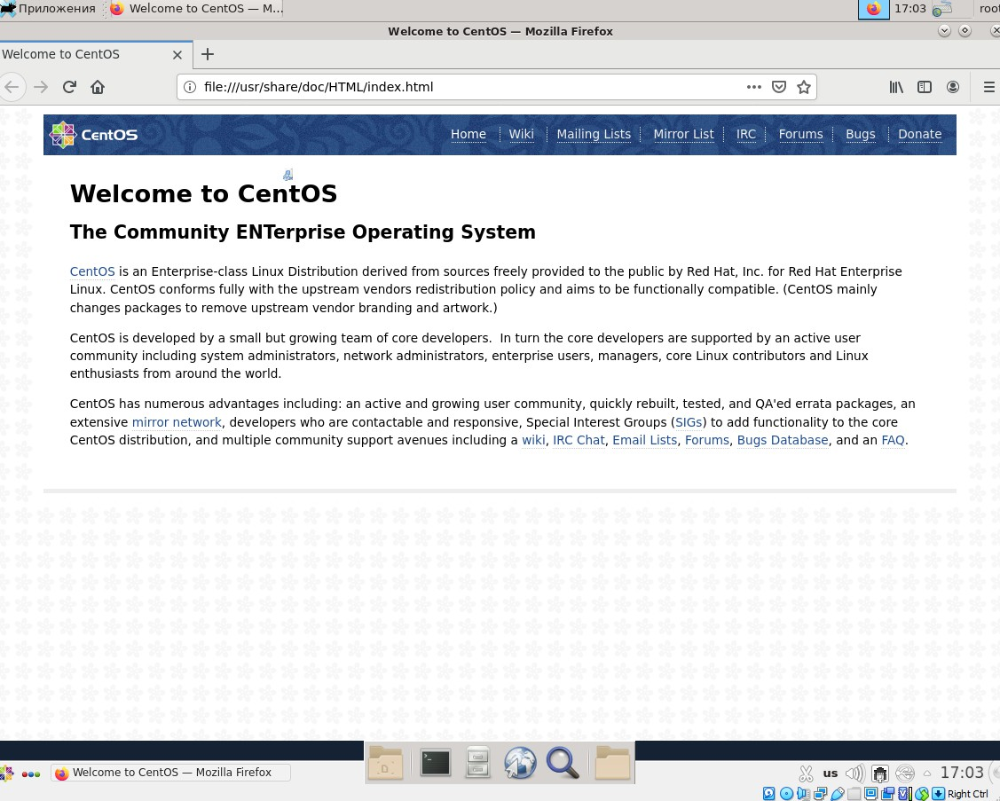 Приложения Welcome to CentOS — M... 17:03 root
Welcome to CentOS — Mozilla Firefox
Welcome to CentOS
file:///usr/share/doc/HTML/index.html
CentOS Home Wiki Mailing Lists Mirror List IRC Forums Bugs Donate
Welcome to CentOS
The Community ENTerprise Operating System
CentOS is an Enterprise-class Linux Distribution derived from sources freely provided to the public by Red Hat, Inc. for Red Hat Enterprise
Linux. CentOS conforms fully with the upstream vendors redistribution policy and aims to be functionally compatible. (CentOS mainly
changes packages to remove upstream vendor branding and artwork.)
CentOS is developed by a small but growing team of core developers.  In turn the core developers are supported by an active user
community including system administrators, network administrators, enterprise users, managers, core Linux contributors and Linux
enthusiasts from around the world.
CentOS has numerous advantages including: an active and growing user community, quickly rebuilt, tested, and QA'ed errata packages, an
extensive mirror network, developers who are contactable and responsive, Special Interest Groups (SIGs) to add functionality to the core
CentOS distribution, and multiple community support avenues including a wiki, IRC Chat, Email Lists, Forums, Bugs Database, and an FAQ.
Welcome to CentOS — Mozilla Firefox us 17:03
Right Ctrl